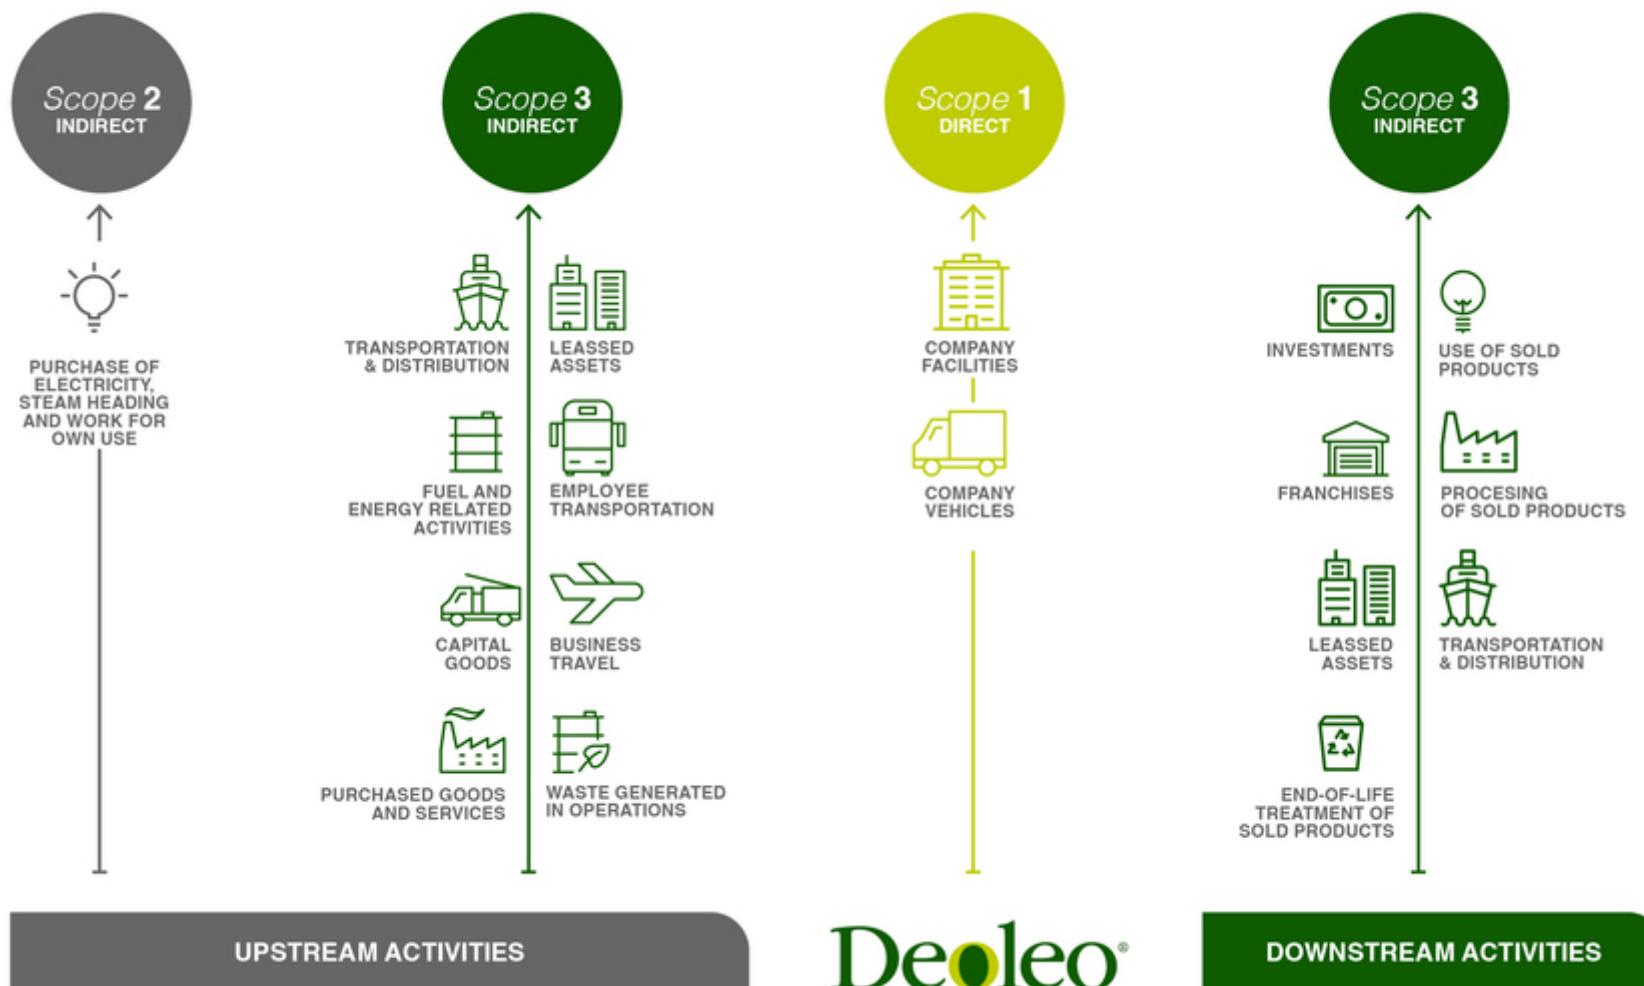 Scope 2
INDIRECT
PURCHASE OF
ELECTRICITY,
STEAM HEADING
AND WORK FOR
OWN USE
Scope 3
INDIRECT
TRANSPORTATION
& DISTRIBUTION
LEASSED
ASSETS
FUEL AND
ENERGY RELATED
ACTIVITIES
EMPLOYEE
TRANSPORTATION
CAPITAL
GOODS
BUSINESS
TRAVEL
PURCHASED GOODS
AND SERVICES
WASTE GENERATED
IN OPERATIONS
UPSTREAM ACTIVITIES
Scope 1
DIRECT
COMPANY
FACILITIES
COMPANY
VEHICLES
Deoleo®
Scope 3
INDIRECT
INVESTMENTS
USE OF SOLD
PRODUCTS
FRANCHISES
PROCESING
OF SOLD PRODUCTS
LEASSED
ASSETS
TRANSPORTATION
& DISTRIBUTION
END-OF-LIFE
TREATMENT OF
SOLD PRODUCTS
DOWNSTREAM ACTIVITIES